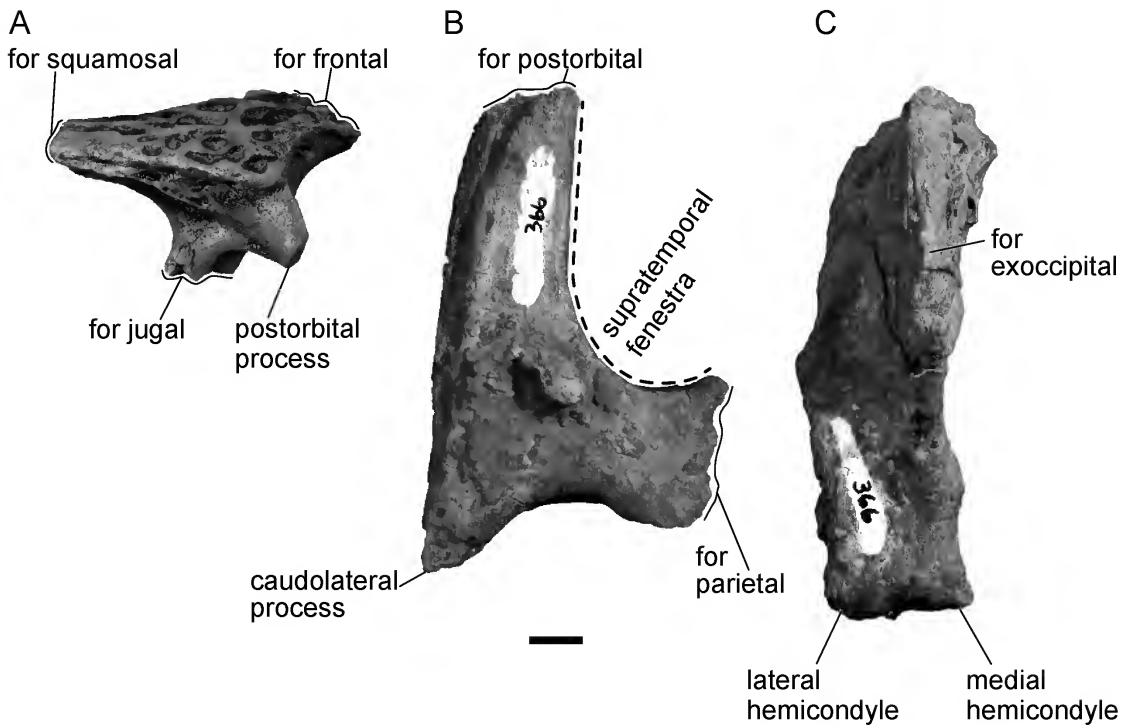 A
for squamosal
for frontal
for jugal
postorbital
process
B
for postorbital
366
supratemporal
fenestra
caudolateral
process
for
parietal
C
for
exoccipital
366
lateral
hemicondyle
medial
hemicondyle